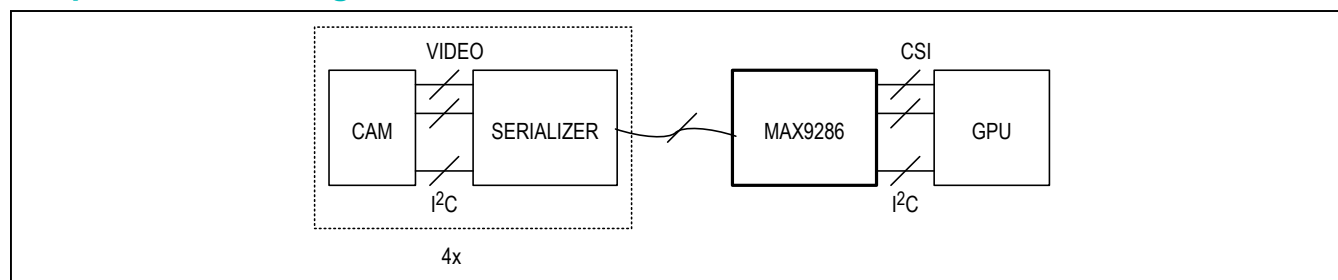 VIDEO
CSI
CAM
SERIALIZER
MAX9286
GPU
I²C
I²C
4x